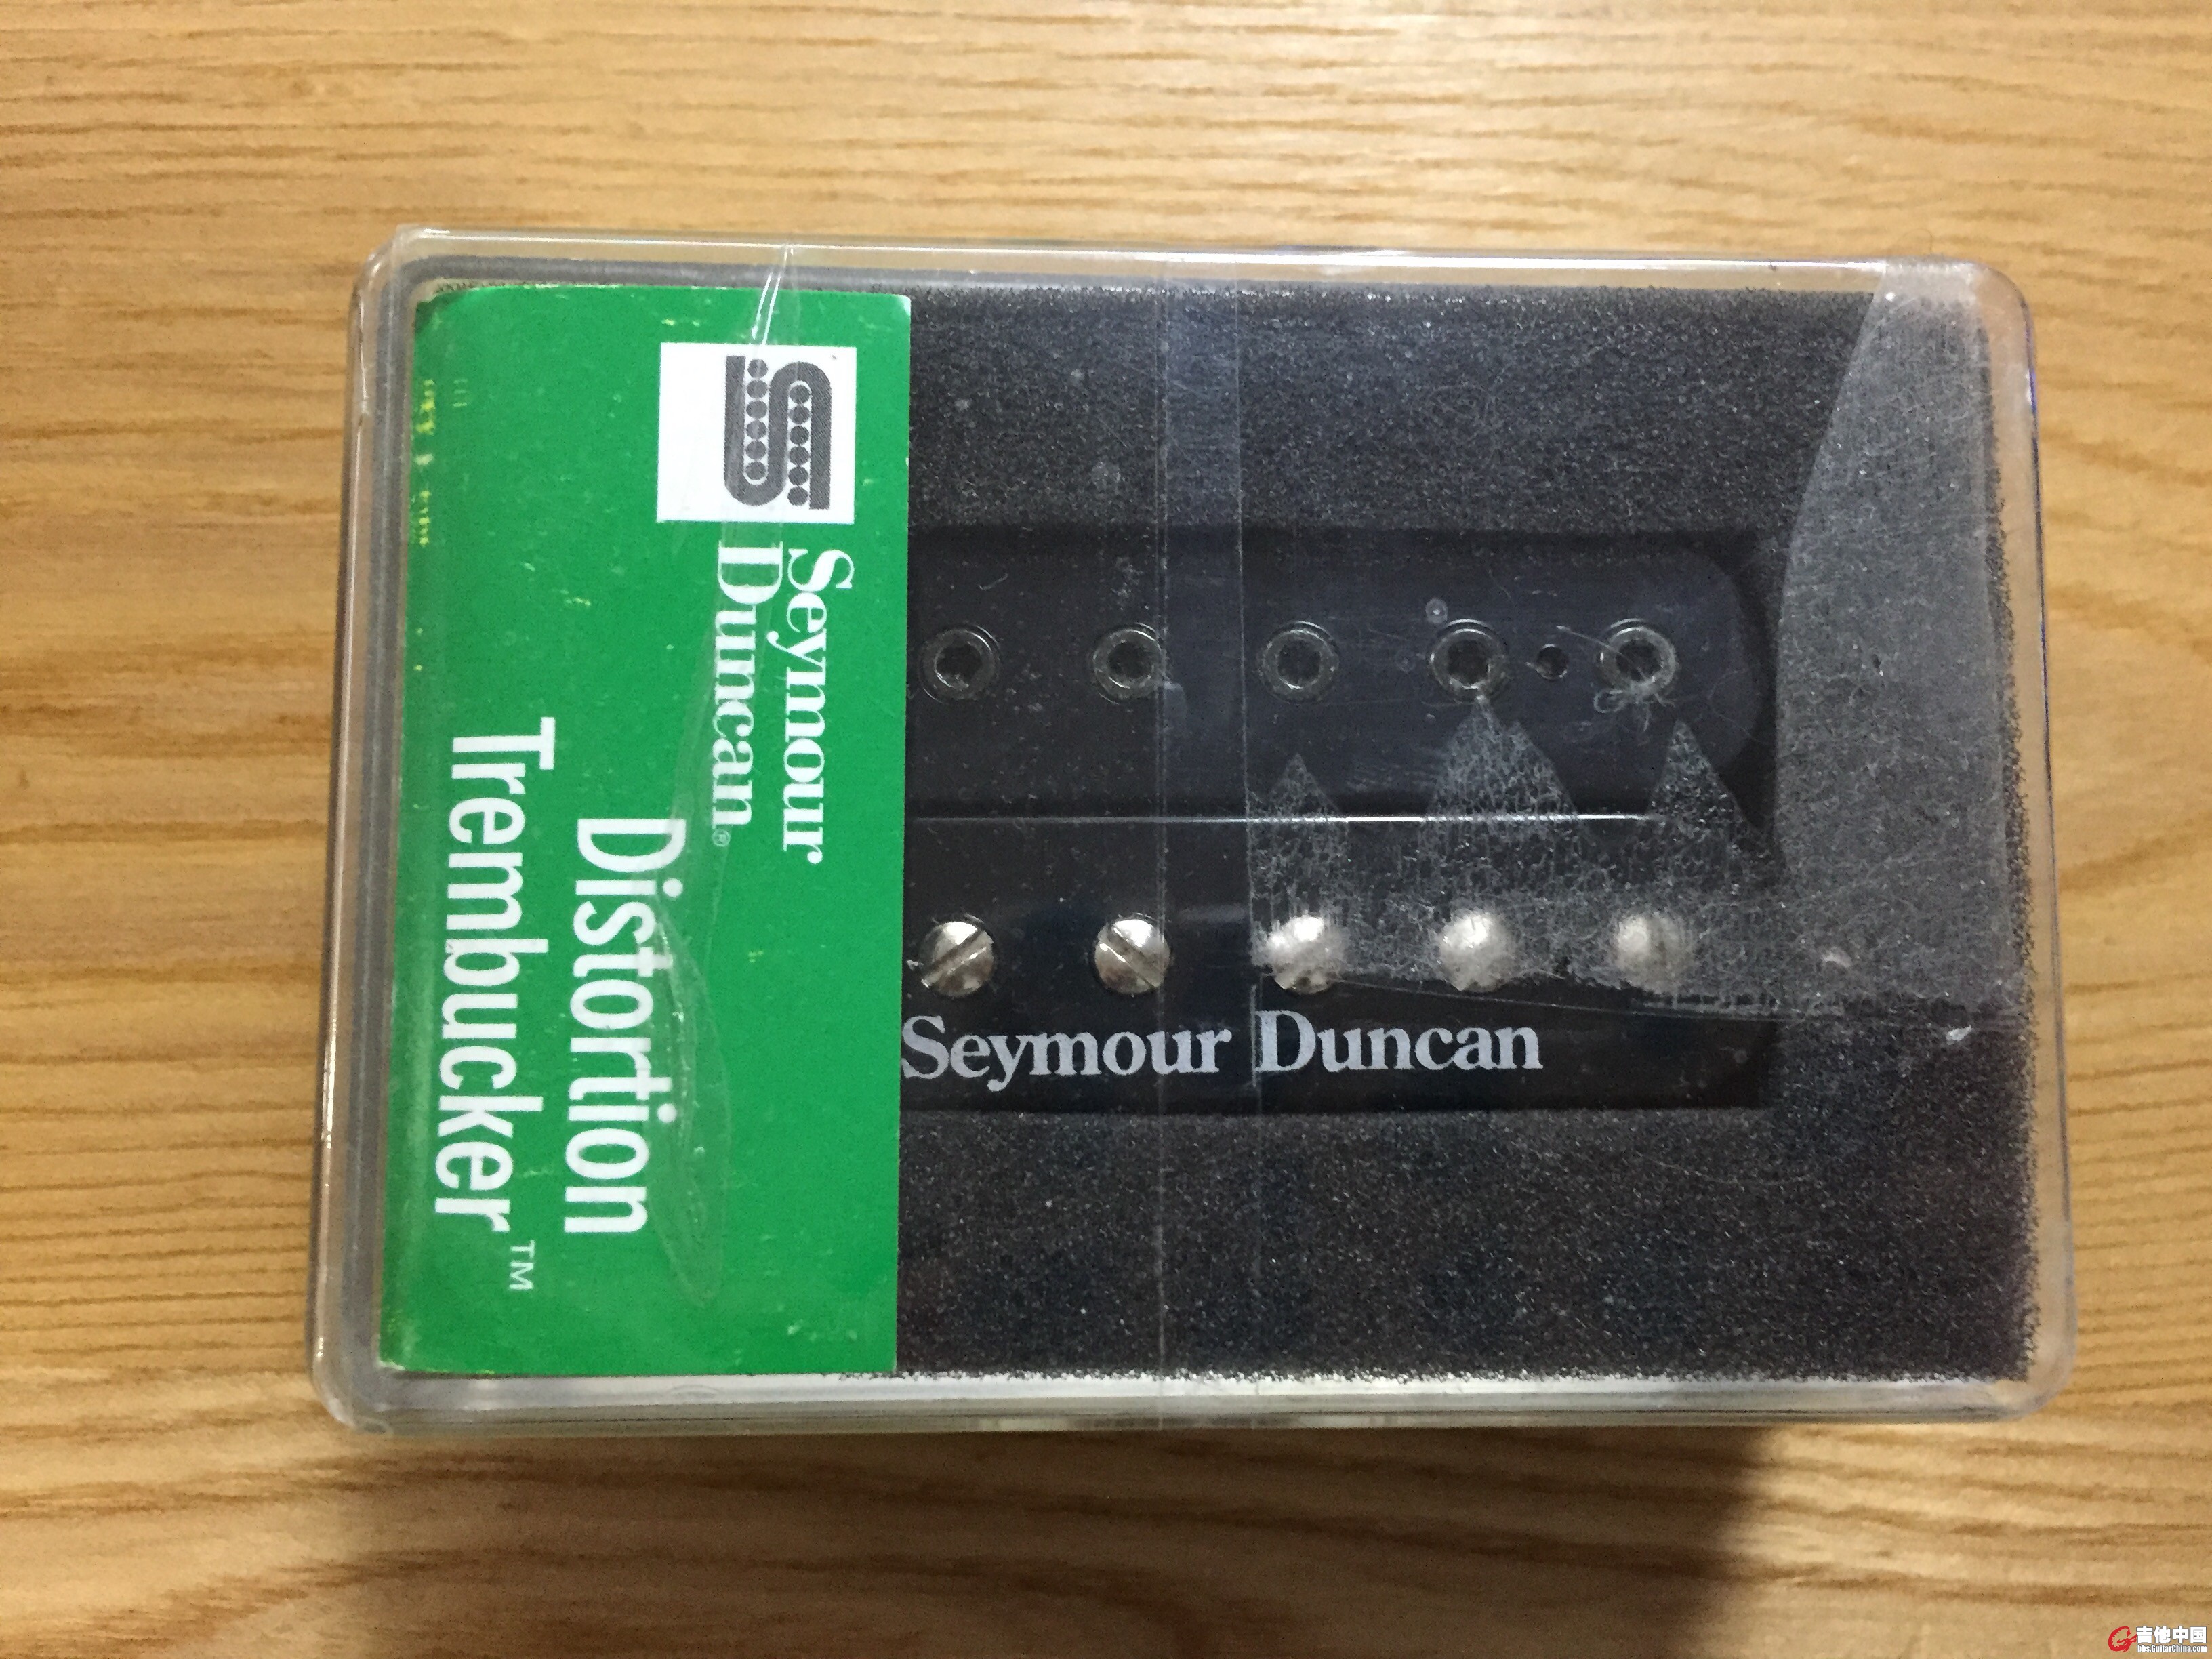 Seymour
Duncan®
Distortion
Trembucker™
Seymour Duncan
吉他中国
bbs.GuitarChina.com